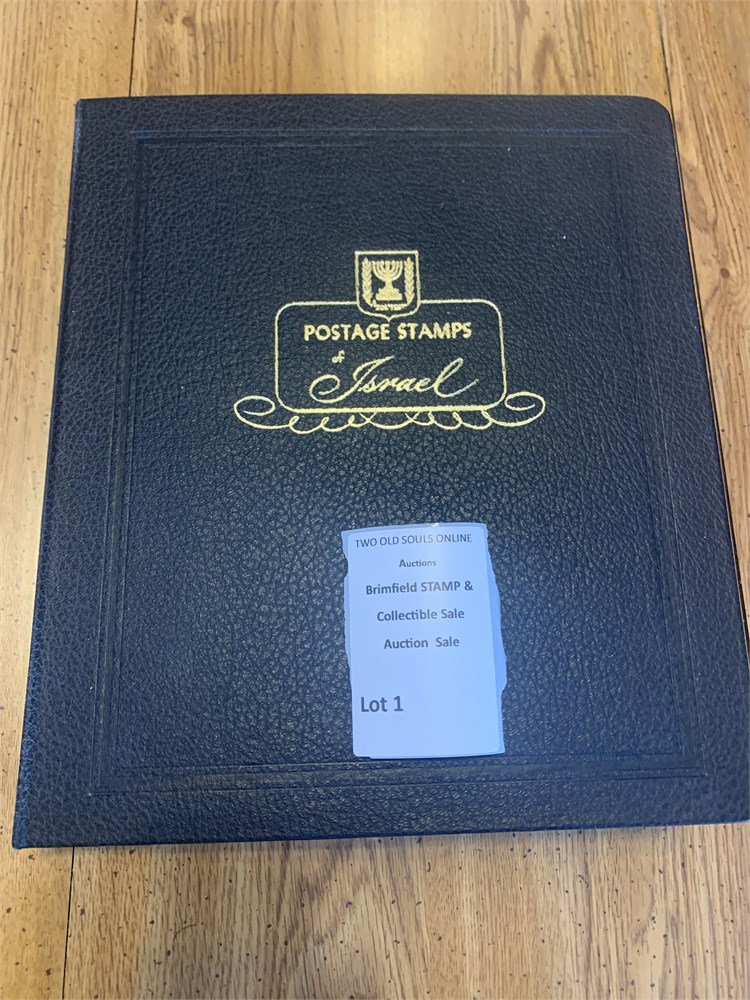 POSTAGE STAMPS
of
Israel
TWO OLD SOULS ONLINE
Auctions
Brimfield STAMP &
Collectible Sale
Auction Sale
Lot 1